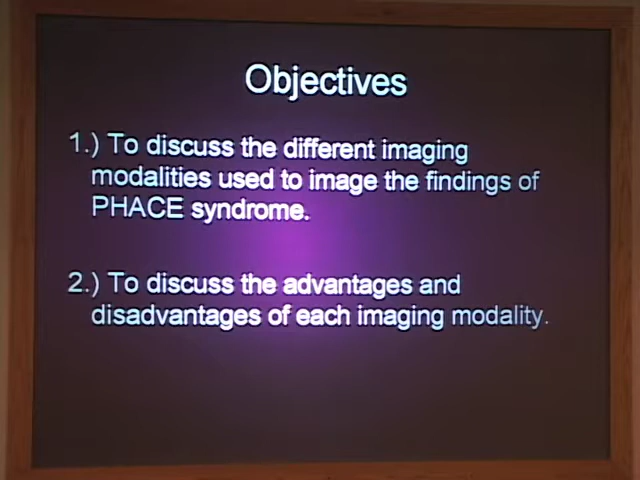 Objectives
1.) To discuss the different imaging
modalities used to image the findings of
PHACE syndrome.
2.) To discuss the advantages and
disadvantages of each imaging modality.